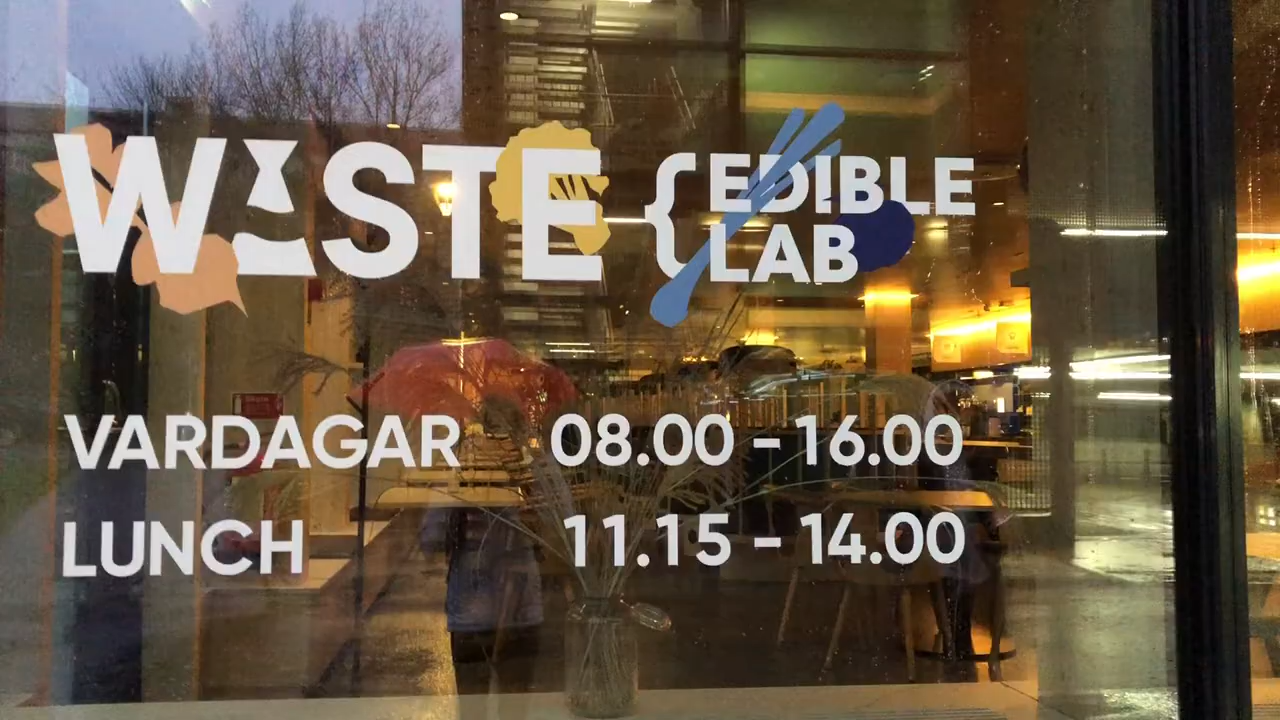 WASTE { EDIBLE LAB
VARDAGAR 08.00 - 16.00
LUNCH 11.15 - 14.00